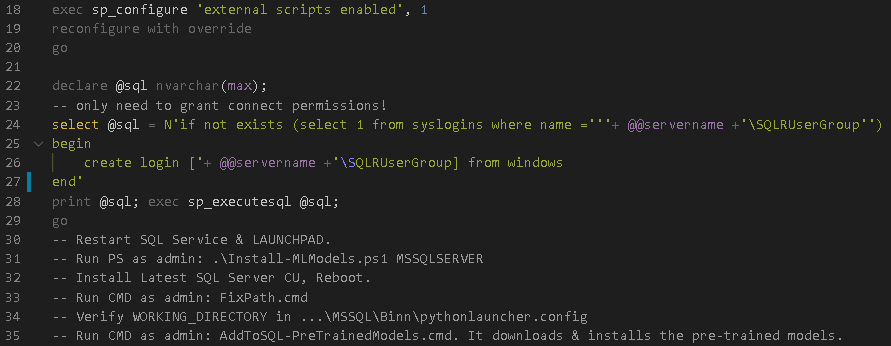 18 exec sp_configure 'external scripts enabled', 1
19 reconfigure with override
20 go
21
22 declare @sql nvarchar(max);
23 -- only need to grant connect permissions!
24 select @sql = N'if not exists (select 1 from syslogins where name ='''+ @@servername +'\SQLRUserGroup'')
25 begin
26     create login ['+ @@servername +'\SQLRUserGroup] from windows
27 end'
28 print @sql; exec sp_executesql @sql;
29 go
30 -- Restart SQL Service & LAUNCHPAD.
31 -- Run PS as admin: .\Install-MLModels.ps1 MSSQLSERVER
32 -- Install Latest SQL Server CU, Reboot.
33 -- Run CMD as admin: FixPath.cmd
34 -- Verify WORKING_DIRECTORY in ...\MSSQL\Binn\pythonlauncher.config
35 -- Run CMD as admin: AddToSQL-PreTrainedModels.cmd. It downloads & installs the pre-trained models.